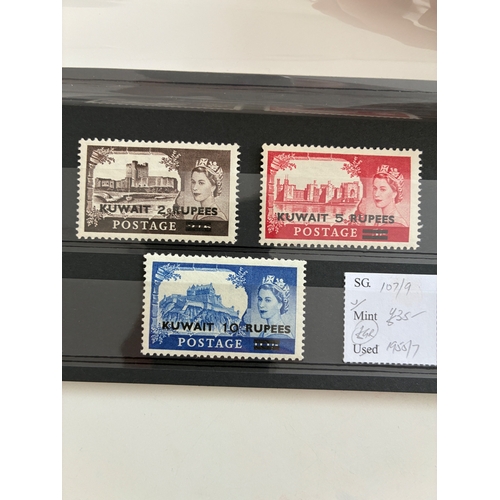 KUWAIT 2 RUPEES
POSTAGE
KUWAIT 5 RUPEES
POSTAGE
KUWAIT 10 RUPEES
POSTAGE
SG. 107/9
Mint £35-
Used 1955/7